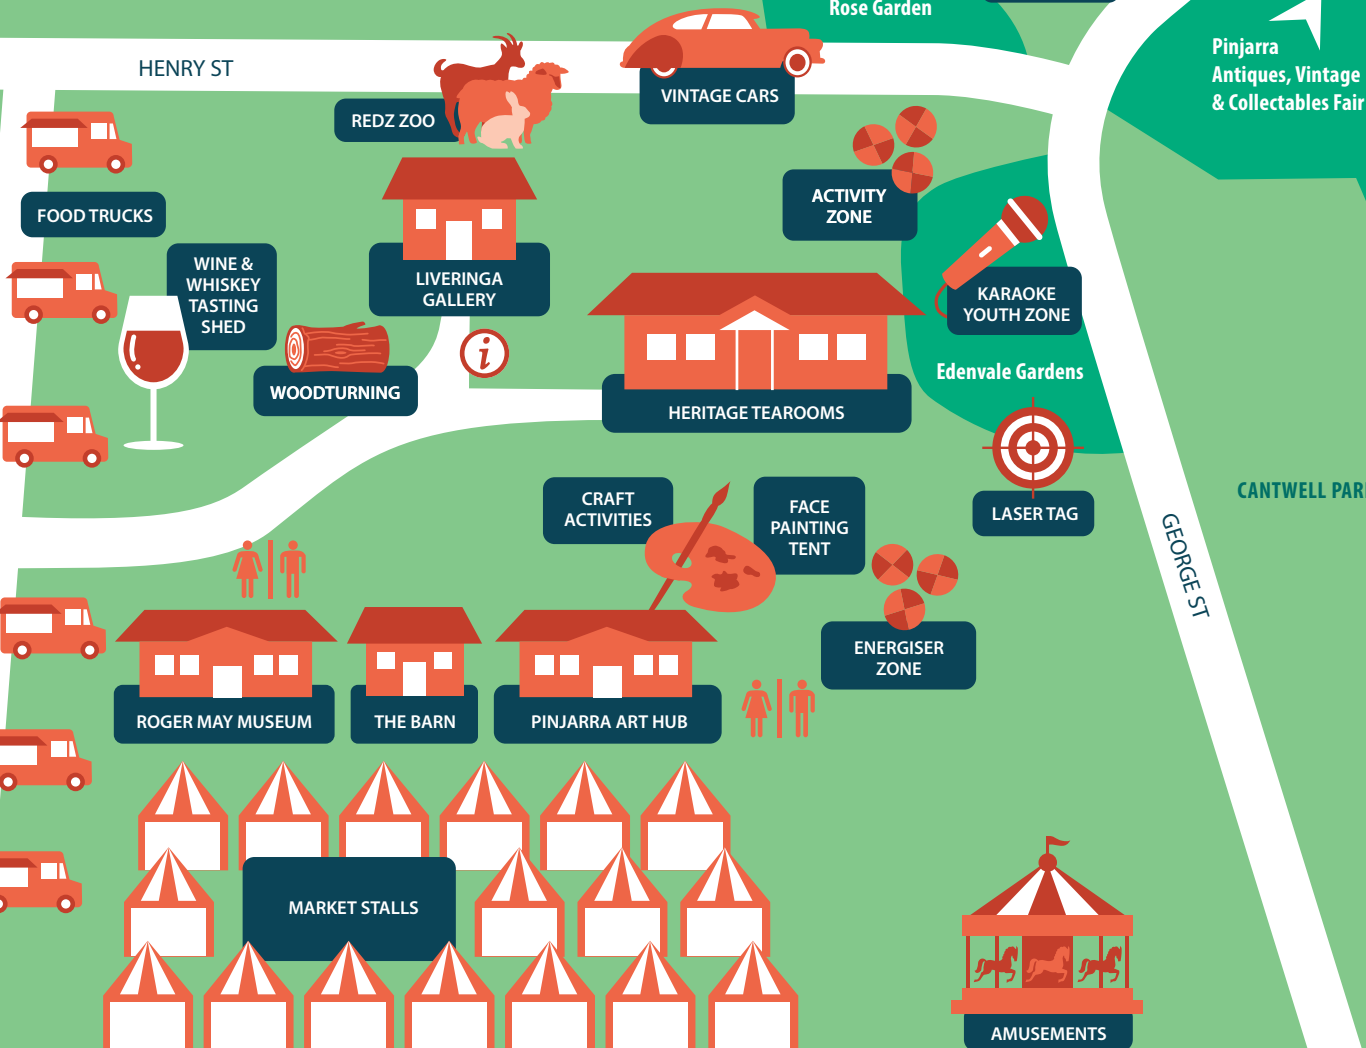 Rose Garden
HENRY ST
Pinjarra
Antiques, Vintage
& Collectables Fair
VINTAGE CARS
REDZ ZOO
ACTIVITY
ZONE
FOOD TRUCKS
WINE &
WHISKEY
TASTING
SHED
LIVERINGA
GALLERY
KARAOKE
YOUTH ZONE
i
Edenvale Gardens
WOODTURNING
HERITAGE TEAROOMS
CANTWELL PAR
CRAFT
ACTIVITIES
FACE
PAINTING
TENT
LASER TAG
GEORGE ST
ENERGISER
ZONE
ROGER MAY MUSEUM
THE BARN
PINJARRA ART HUB
MARKET STALLS
AMUSEMENTS